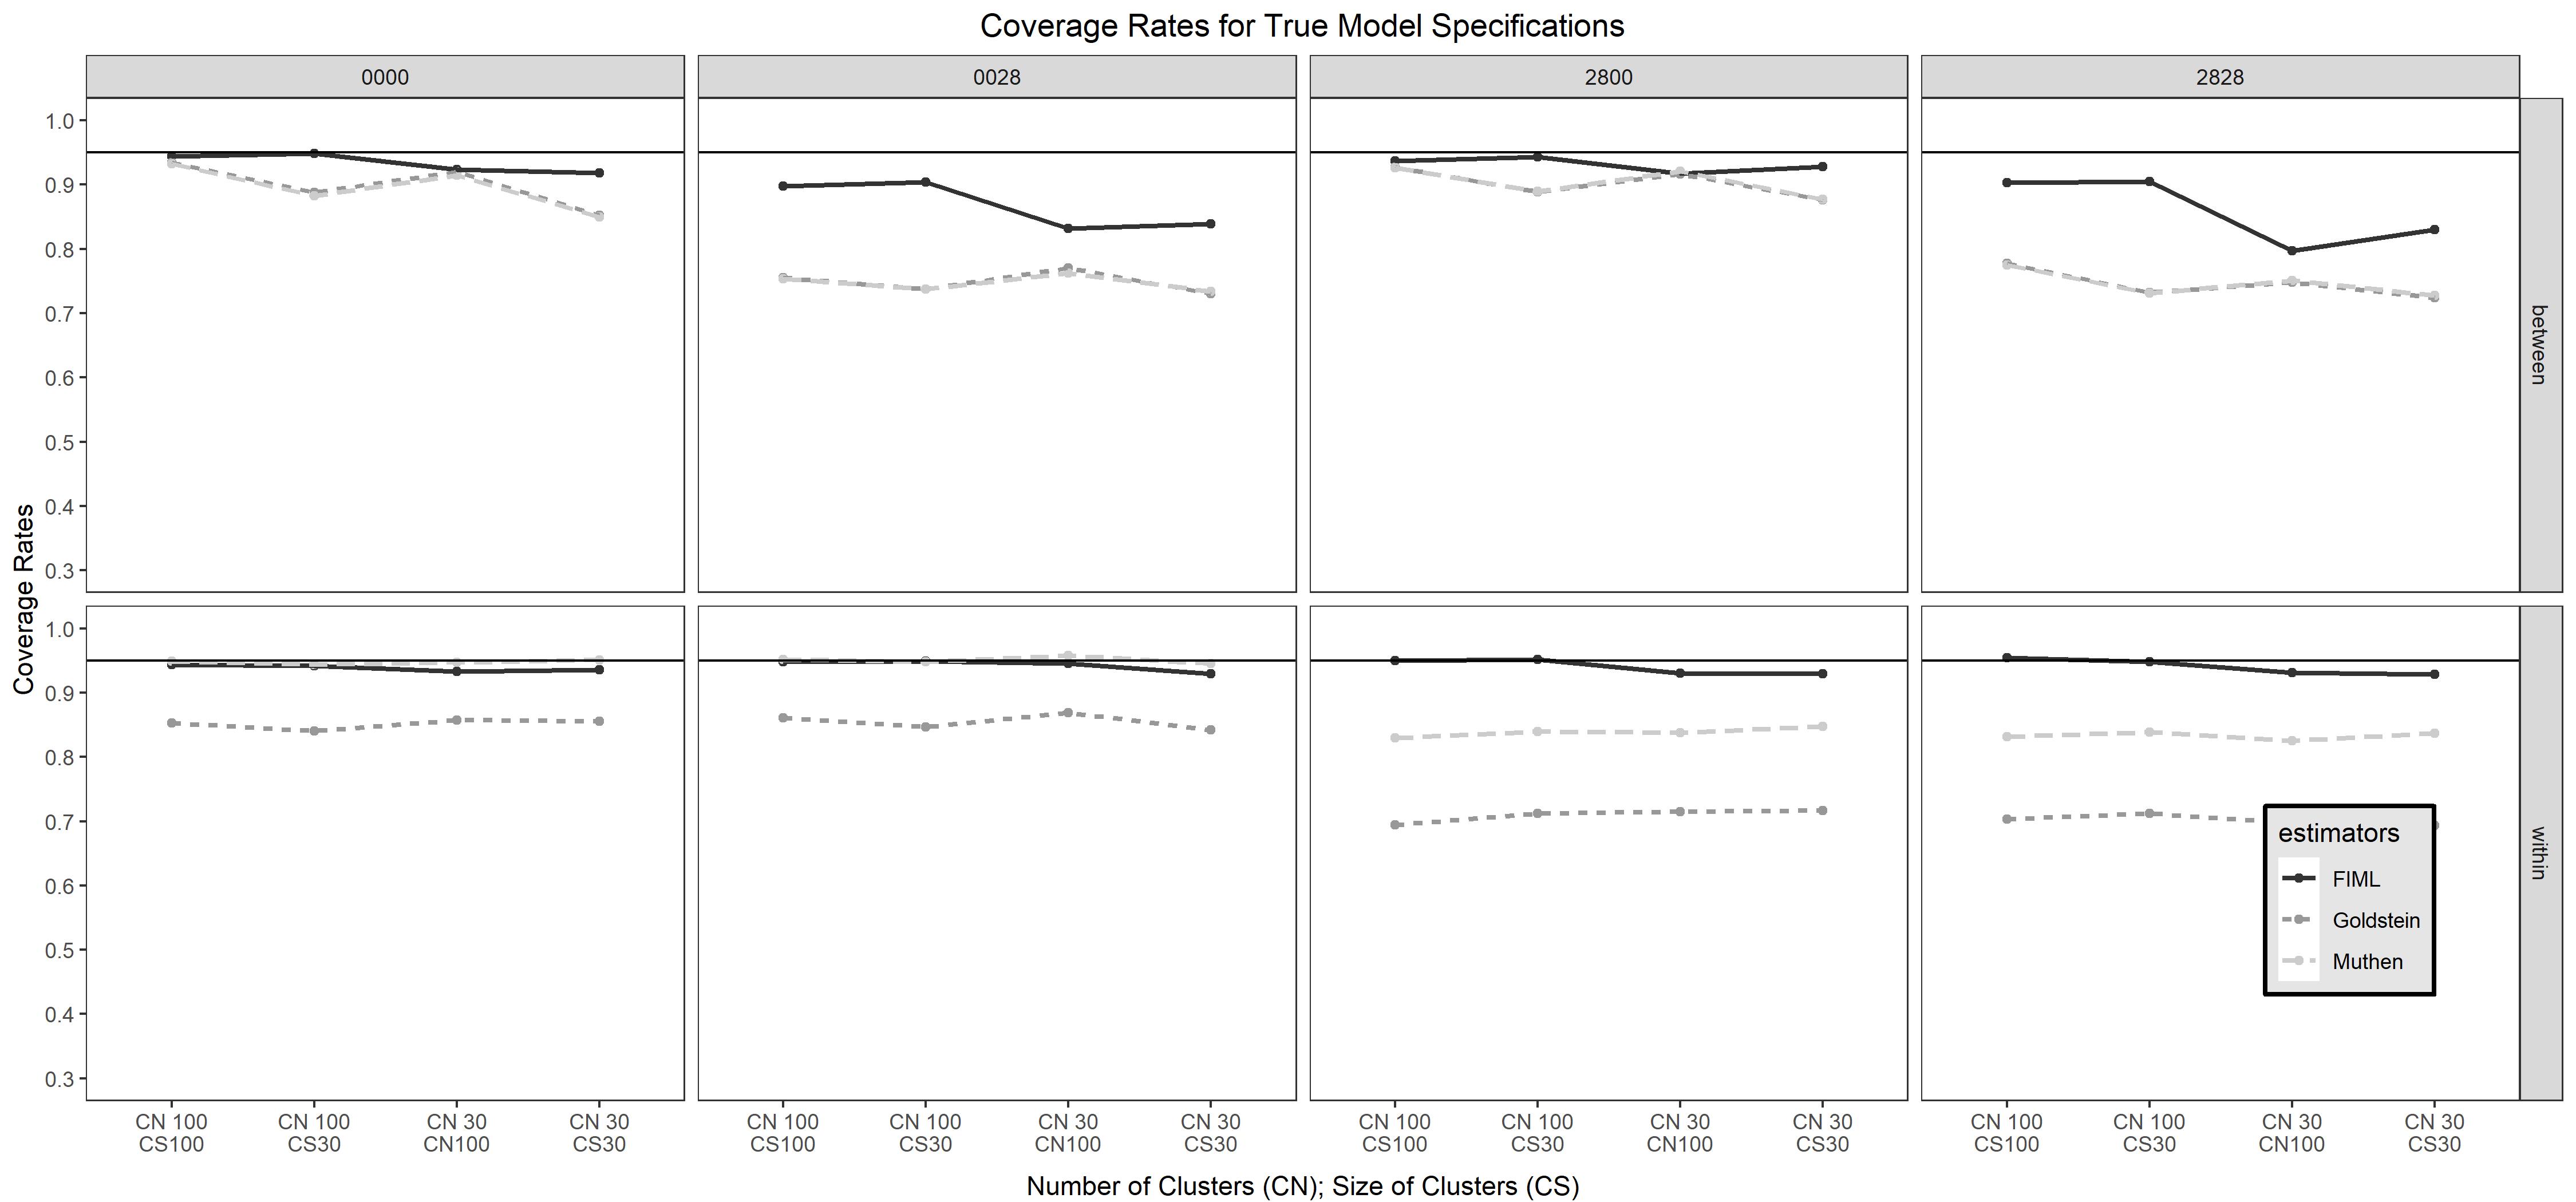 Coverage Rates for True Model Specifications
0000
0028
2800
2828
1.0
0.9
0.8
0.7
0.6
0.5
0.4
0.3
between
Coverage Rates
1.0
0.9
0.8
0.7
0.6
0.5
0.4
0.3
within
estimators
FIML
Goldstein
Muthen
CN 100
CS100
CN 100
CS30
CN 30
CN100
CN 30
CS30
CN 100
CS100
CN 100
CS30
CN 30
CN100
CN 30
CS30
CN 100
CS100
CN 100
CS30
CN 30
CN100
CN 30
CS30
CN 100
CS100
CN 100
CS30
CN 30
CN100
CN 30
CS30
Number of Clusters (CN); Size of Clusters (CS)